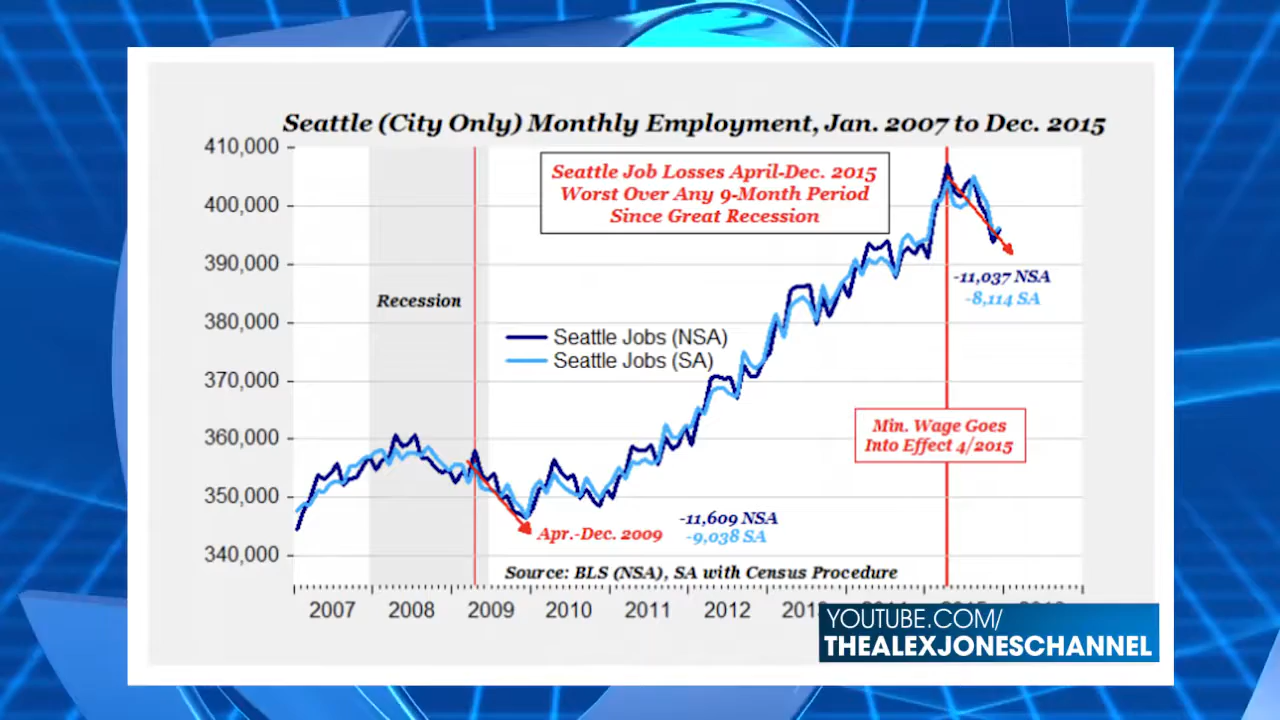 Seattle (City Only) Monthly Employment, Jan. 2007 to Dec. 2015
410,000
400,000
390,000
380,000
370,000
360,000
350,000
340,000
Seattle Job Losses April-Dec. 2015
Worst Over Any 9-Month Period
Since Great Recession
-11,037 NSA
-8,114 SA
Recession
Seattle Jobs (NSA)
Seattle Jobs (SA)
Min. Wage Goes
Into Effect 4/2015
-11,609 NSA
-9,038 SA
Apr.-Dec. 2009
Source: BLS (NSA), SA with Census Procedure
2007 2008 2009 2010 2011 2012
YOUTUBE.COM/
THEALEXJONESCHANNEL